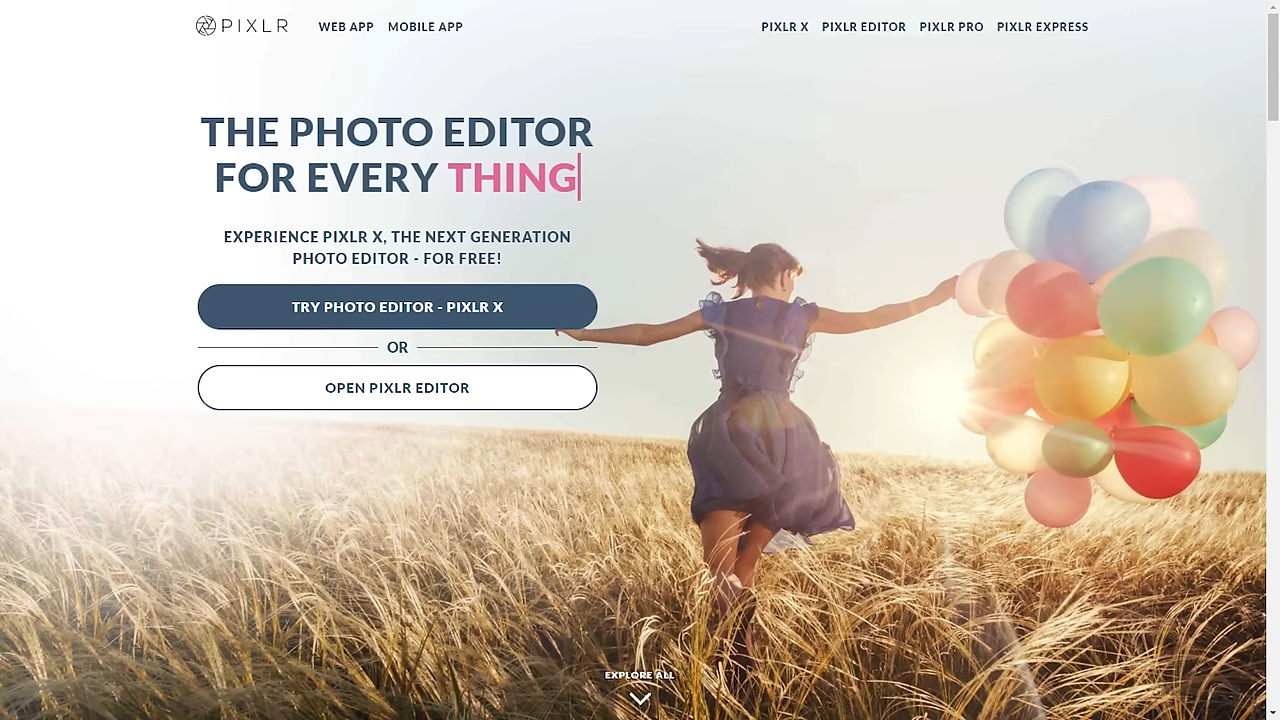 PIXLR WEB APP MOBILE APP PIXLR X PIXLR EDITOR PIXLR PRO PIXLR EXPRESS
THE PHOTO EDITOR
FOR EVERY THING
EXPERIENCE PIXLR X, THE NEXT GENERATION
PHOTO EDITOR - FOR FREE!
TRY PHOTO EDITOR - PIXLR X
OR
OPEN PIXLR EDITOR
EXPLORE ALL